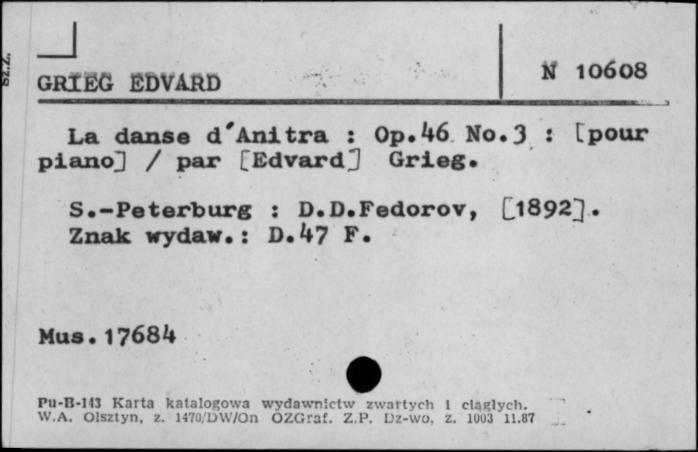 Sz.Z.
GRIEG EDVARD
N 10608
La danse d'Anitra : Op.46 No.3 : [pour
piano] / par [Edvard] Grieg.
S.-Peterburg : D.D.Fedorov, [1892].
Znak wydaw.: D.47 F.
Mus.17684
Pu-B-143 Karta katalogowa wydawnictw zwartych i ciągłych.
W.A. Olsztyn, z. 1470/DW/On OZGraf. Z.P. Dz-wo, z. 1003 11.87